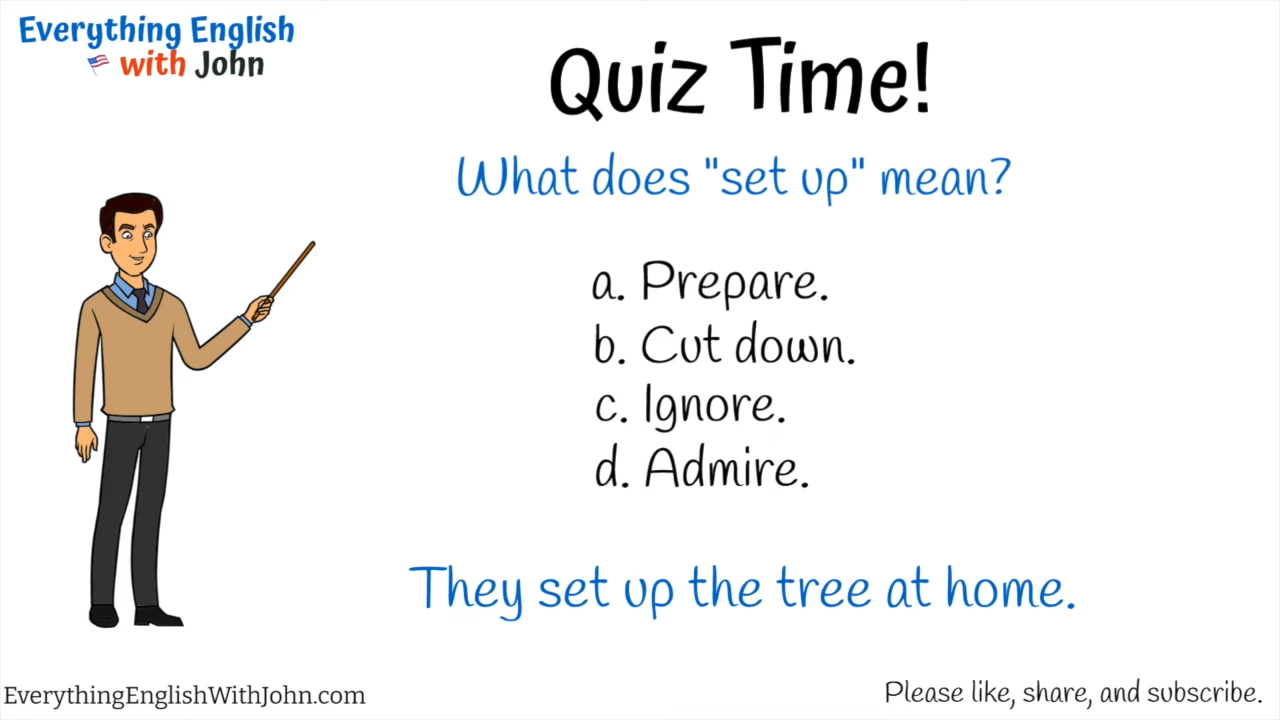 Everything English
with John
Quiz Time!
What does "set up" mean?
a. Prepare.
b. Cut down.
c. Ignore.
d. Admire.
They set up the tree at home.
EverythingEnglishWithJohn.com
Please like, share, and subscribe.